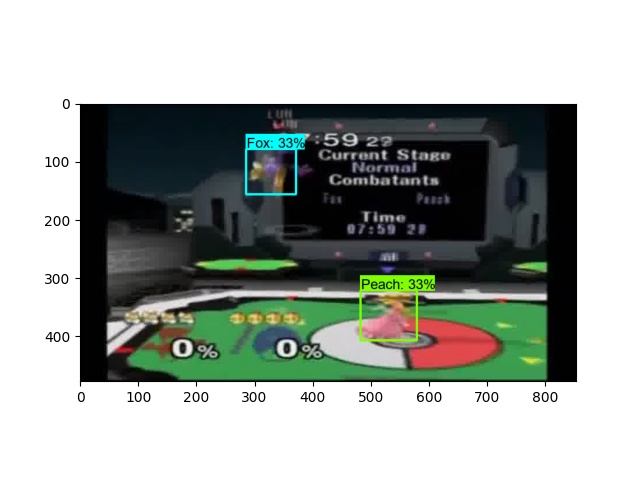 LUN
Fox: 33%
:59 22
Current Stage
Normal
Combatants
Fox Peach
Time
07:59 28
Peach: 33%
0% 0%
0
100
200
300
400
0 100 200 300 400 500 600 700 800